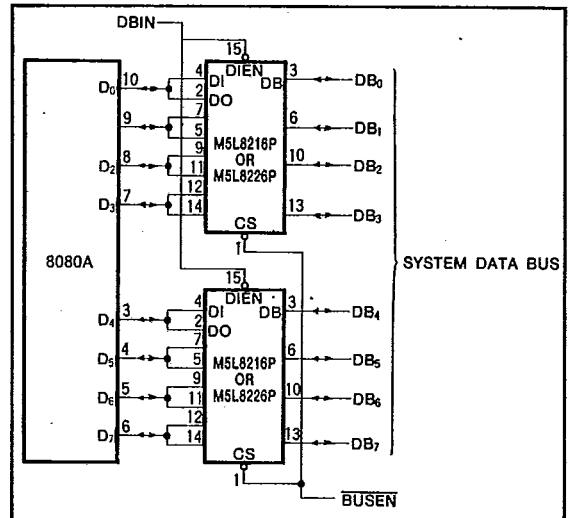 DBIN
15
DIEN
D₀ 10 4 DI DB 3 DB₀
2 DO
9 7 6 DB₁
5
M5L8216P
OR
M5L8226P
D₂ 8 9 10 DB₂
11
D₃ 7 12 13 DB₃
14
CS
1
8080A
SYSTEM DATA BUS
15
DIEN
D₄ 3 4 DI DB 3 DB₄
2 DO
D₅ 4 7 6 DB₅
5
M5L8216P
OR
M5L8226P
D₆ 5 9 10 DB₆
11
D₇ 6 12 13 DB₇
14
CS
1
BUSEN